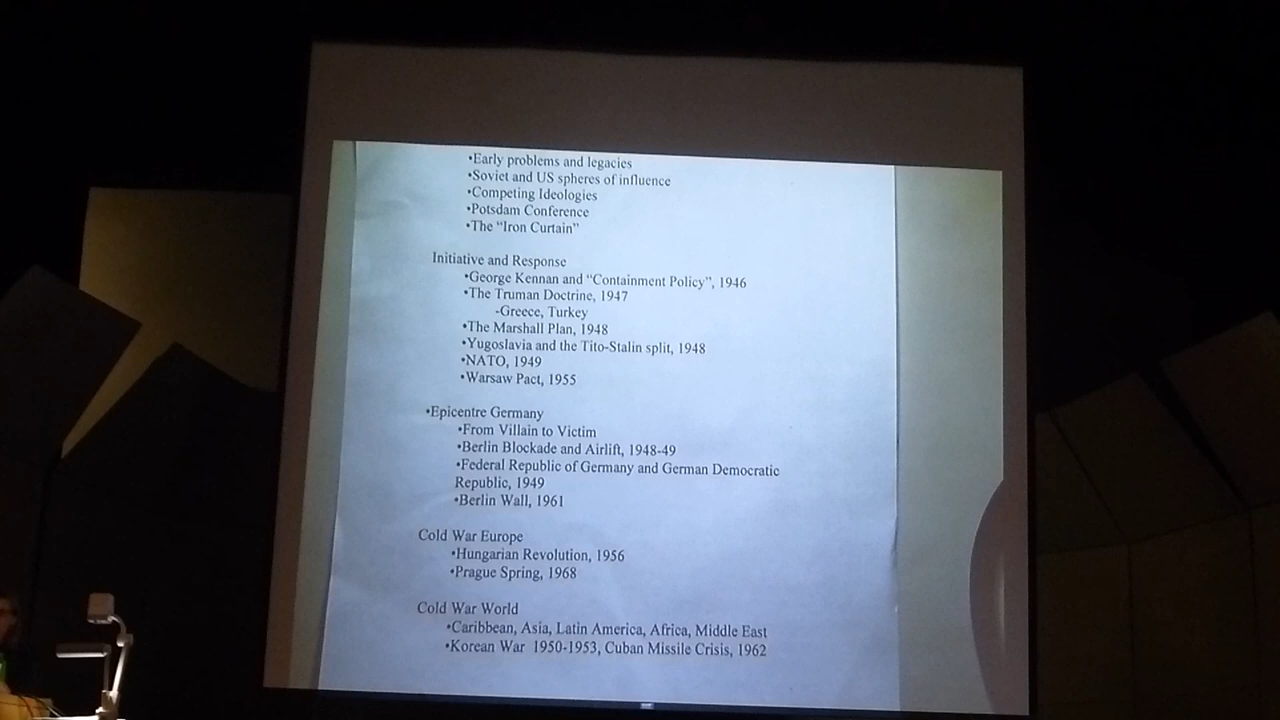 •Early problems and legacies
•Soviet and US spheres of influence
•Competing Ideologies
•Potsdam Conference
•The “Iron Curtain”
Initiative and Response
•George Kennan and “Containment Policy”, 1946
•The Truman Doctrine, 1947
-Greece, Turkey
•The Marshall Plan, 1948
•Yugoslavia and the Tito-Stalin split, 1948
•NATO, 1949
•Warsaw Pact, 1955
•Epicentre Germany
•From Villain to Victim
•Berlin Blockade and Airlift, 1948-49
•Federal Republic of Germany and German Democratic
Republic, 1949
•Berlin Wall, 1961
Cold War Europe
•Hungarian Revolution, 1956
•Prague Spring, 1968
Cold War World
•Caribbean, Asia, Latin America, Africa, Middle East
•Korean War 1950-1953, Cuban Missile Crisis, 1962